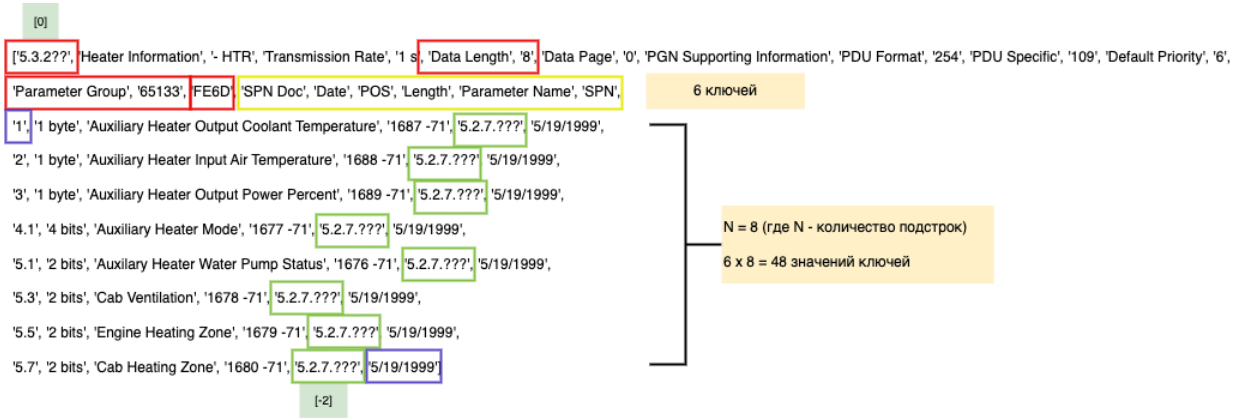 [0]
['5.3.2??', 'Heater Information', '- HTR', 'Transmission Rate', '1 s', 'Data Length', '8', 'Data Page', '0', 'PGN Supporting Information', 'PDU Format', '254', 'PDU Specific', '109', 'Default Priority', '6',
'Parameter Group', '65133', 'FE6D', 'SPN Doc', 'Date', 'POS', 'Length', 'Parameter Name', 'SPN',
6 ключей
'1', '1 byte', 'Auxiliary Heater Output Coolant Temperature', '1687 -71', '5.2.7.???', '5/19/1999',
'2', '1 byte', 'Auxiliary Heater Input Air Temperature', '1688 -71', '5.2.7.???', '5/19/1999',
'3', '1 byte', 'Auxiliary Heater Output Power Percent', '1689 -71', '5.2.7.???', '5/19/1999',
'4.1', '4 bits', 'Auxiliary Heater Mode', '1677 -71', '5.2.7.???', '5/19/1999',
'5.1', '2 bits', 'Auxilary Heater Water Pump Status', '1676 -71', '5.2.7.???', '5/19/1999',
'5.3', '2 bits', 'Cab Ventilation', '1678 -71', '5.2.7.???', '5/19/1999',
'5.5', '2 bits', 'Engine Heating Zone', '1679 -71', '5.2.7.???', '5/19/1999',
'5.7', '2 bits', 'Cab Heating Zone', '1680 -71', '5.2.7.???', '5/19/1999']
N = 8 (где N - количество подстрок)
6 x 8 = 48 значений ключей
[-2]